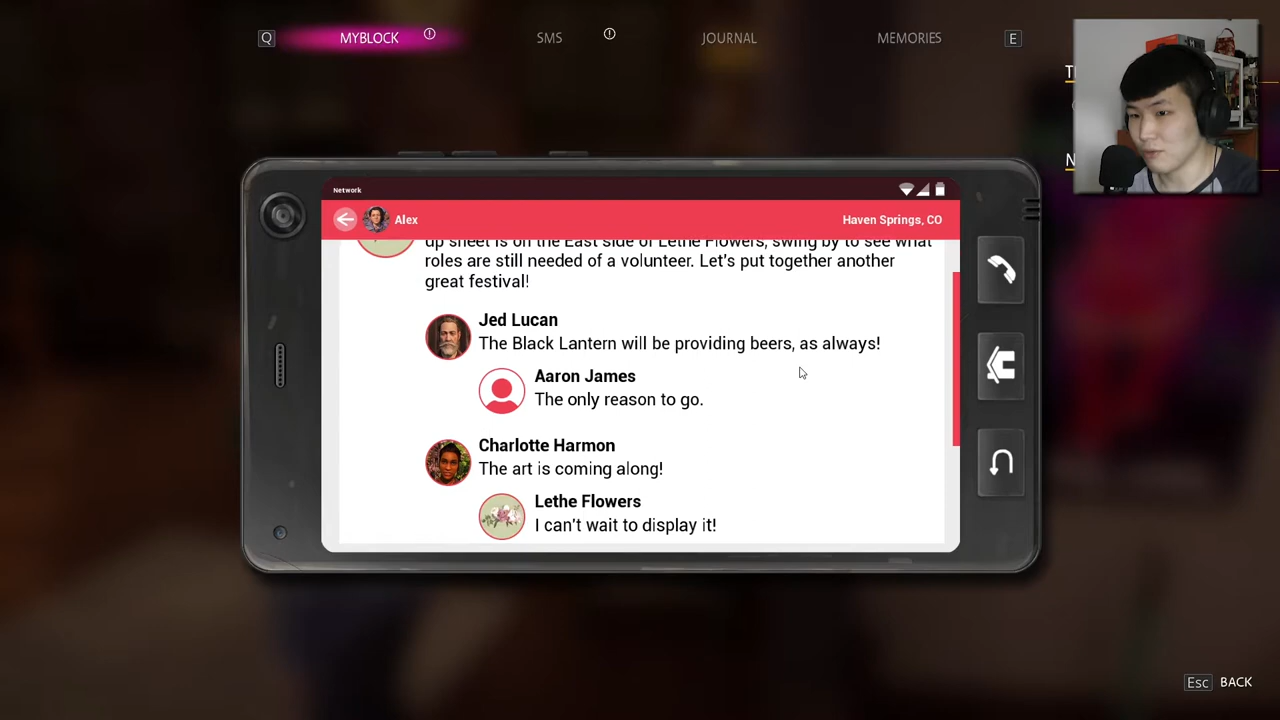 Q
MYBLOCK
SMS
JOURNAL
MEMORIES
E
Network
Alex
Haven Springs, CO
up sheet is on the East side of Lethe Flowers, swing by to see what
roles are still needed of a volunteer. Let's put together another
great festival!
Jed Lucan
The Black Lantern will be providing beers, as always!
Aaron James
The only reason to go.
Charlotte Harmon
The art is coming along!
Lethe Flowers
I can't wait to display it!
Esc BACK